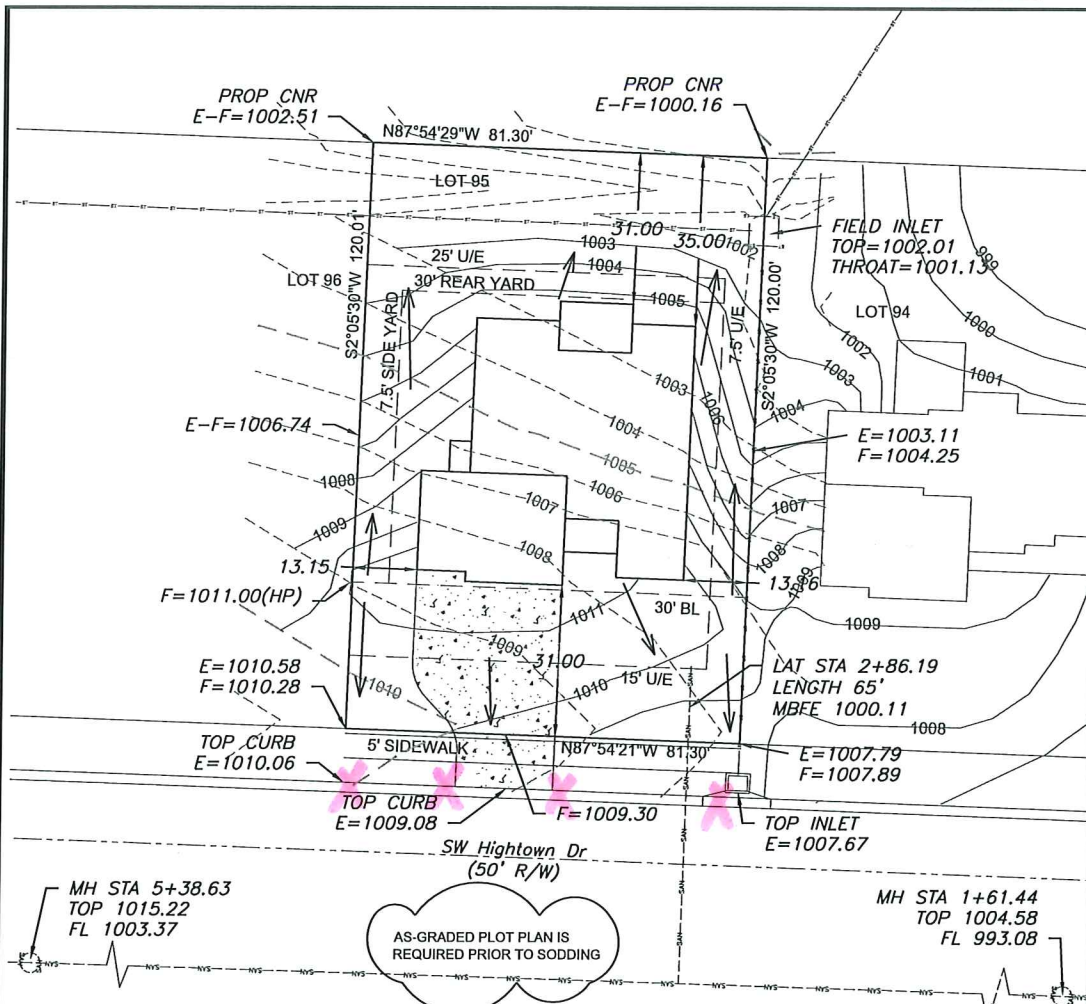 PROP CNR
E-F=1002.51
PROP CNR
E-F=1000.16
N87°54'29"W 81.30'
LOT 95
FIELD INLET
TOP=1002.01
THROAT=1001.13
31.00
35.00
1002
1003
25' U/E
1004
30' REAR YARD
1005
LOT 96
S2°05'30"W 120.01'
7.5' SIDE YARD
7.5' U/E
S2°05'30"W 120.00'
LOT 94
999
1000
1001
1002
1003
1004
1003
1006
1004
1005
1006
E-F=1006.74
E=1003.11
F=1004.25
1008
1007
1007
1009
1008
1008
1009
13.15
F=1011.00(HP)
30' BL
1011
1009
1009
31.00
1010
1010
15' U/E
E=1010.58
F=1010.28
LAT STA 2+86.19
LENGTH 65'
MBFE 1000.11
1008
5' SIDEWALK
N87°54'21"W 81.30'
E=1007.79
F=1007.89
TOP CURB
E=1010.06
TOP CURB
E=1009.08
F=1009.30
TOP INLET
E=1007.67
SW Hightown Dr
(50' R/W)
SAN
SAN
MH STA 5+38.63
TOP 1015.22
FL 1003.37
AS-GRADED PLOT PLAN IS
REQUIRED PRIOR TO SODDING
MH STA 1+61.44
TOP 1004.58
FL 993.08